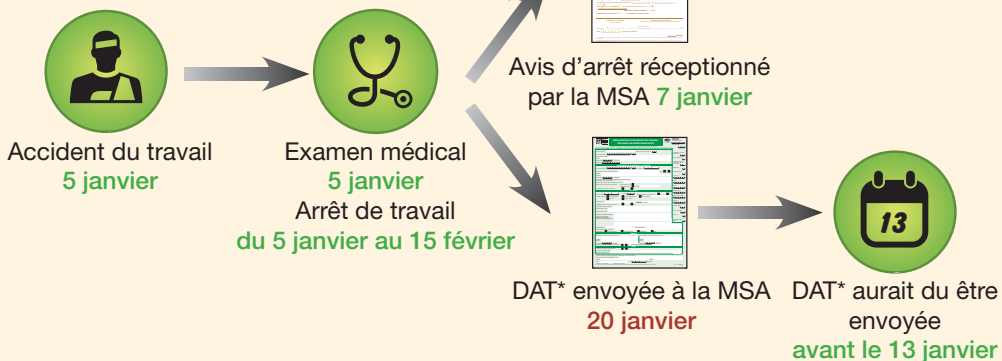 Avis d'arrêt réceptionné
par la MSA 7 janvier
Accident du travail
5 janvier
Examen médical
5 janvier
Arrêt de travail
du 5 janvier au 15 février
13
DAT* envoyée à la MSA
20 janvier
DAT* aurait du être
envoyée
avant le 13 janvier